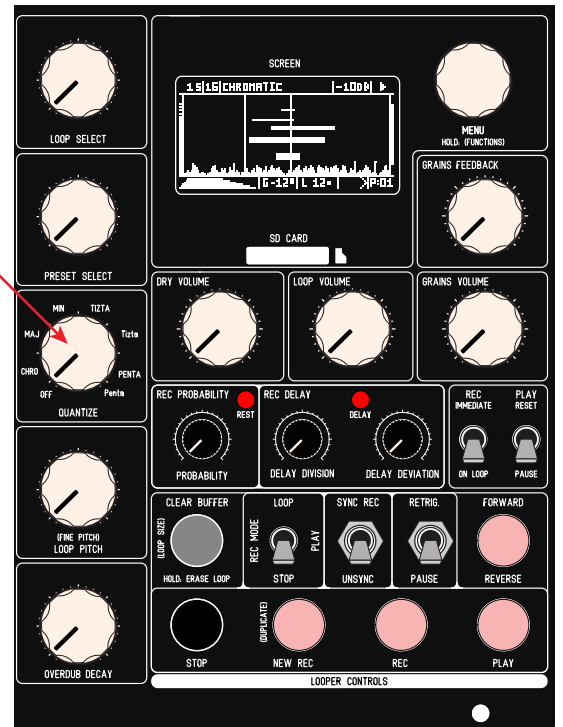 LOOP SELECT
SCREEN
15|16|CHROMATIC
MENU
HOLD: (FUNCTIONS)
GRAINS FEEDBACK
SD CARD
PRESET SELECT
DRY VOLUME
LOOP VOLUME
GRAINS VOLUME
MIN
TIZTA
MAJ
Tizta
CHRO
PENTA
OFF
Penta
QUANTIZE
REC PROBABILITY
REST
PROBABILITY
REC DELAY
DELAY
DELAY DIVISION
DELAY DEVIATION
REC
IMMEDIATE
PLAY
RESET
ON LOOP
PAUSE
(FINE PITCH)
LOOP PITCH
CLEAR BUFFER
(LOOP SIZE)
HOLD: ERASE LOOP
LOOP
REC MODE
PLAY
STOP
SYNC REC
UNSYNC
RETRIG.
PAUSE
FORWARD
REVERSE
OVERDUB DECAY
STOP
(DUPLICATE)
NEW REC
REC
PLAY
LOOPER CONTROLS